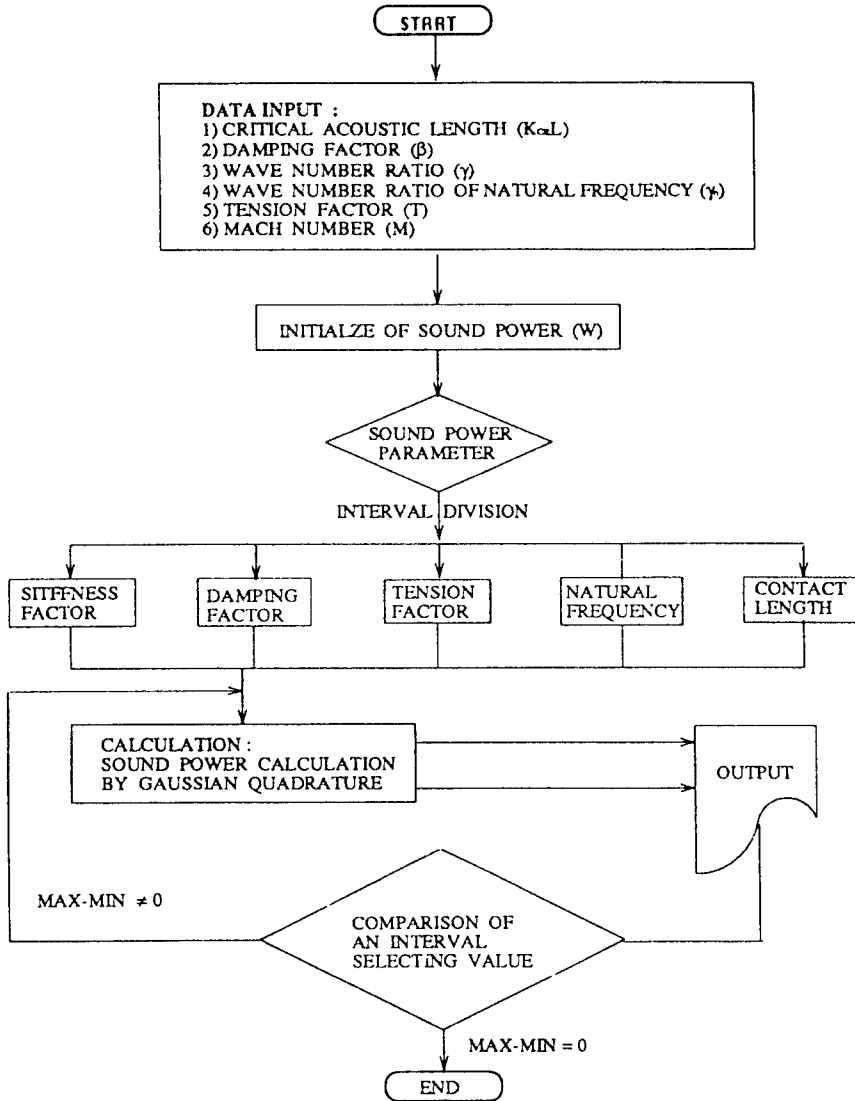 START
DATA INPUT :
1) CRITICAL ACOUSTIC LENGTH (KcrL)
2) DAMPING FACTOR (β)
3) WAVE NUMBER RATIO (γ)
4) WAVE NUMBER RATIO OF NATURAL FREQUENCY (γn)
5) TENSION FACTOR (T)
6) MACH NUMBER (M)
INITIALZE OF SOUND POWER (W)
SOUND POWER
PARAMETER
INTERVAL DIVISION
SITFFNESS
FACTOR
DAMPING
FACTOR
TENSION
FACTOR
NATURAL
FREQUENCY
CONTACT
LENGTH
CALCULATION :
SOUND POWER CALCULATION
BY GAUSSIAN QUADRATURE
OUTPUT
MAX-MIN ≠ 0
COMPARISON OF
AN INTERVAL
SELECTING VALUE
MAX-MIN = 0
END